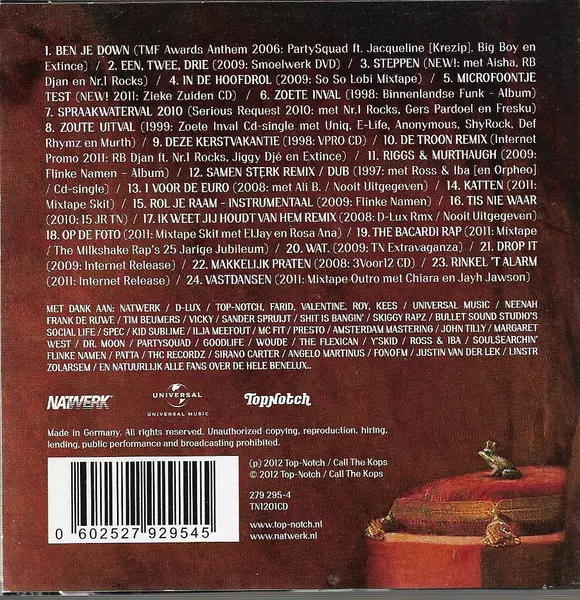 1. BEN JE DOWN (TMF Awards Anthem 2006: PartySquad ft. Jacqueline [Krezip], Big Boy en
Extince) / 2. EEN, TWEE, DRIE (2009: Smoelwerk DVD) / 3. STEPPEN (NEW!: met Aisha, RB
Djan en Nr.1 Rocks) / 4. IN DE HOOFDROL (2009: So So Lobi Mixtape) / 5. MICROFOONTJE
TEST (NEW! 2011: Zieke Zuiden CD) / 6. ZOETE INVAL (1998: Binnenlandse Funk - Album)
7. SPRAAKWATERVAL 2010 (Serious Request 2010: met Nr.1 Rocks, Gers Pardoel en Fresku)
8. ZOUTE UITVAL (1999: Zoete Inval Cd-single met Uniq, E-Life, Anonymous, ShyRock, Def
Rhymz en Murth) / 9. DEZE KERSTVAKANTIE (1998: VPRO CD) / 10. DE TROON REMIX (Internet
Promo 2011: RB Djan ft. Nr.1 Rocks, Jiggy Djé en Extince) / 11. RIGGS & MURTHAUGH (2009:
Flinke Namen - Album) / 12. SAMEN STERK REMIX / DUB (1997: met Ross & Iba [en Orpheo]
/ Cd-single) / 13. 1 VOOR DE EURO (2008: met Ali B. / Nooit Uitgegeven) / 14. KATTEN (2011:
Mixtape Skit) / 15. ROL JE RAAM - INSTRUMENTAAL (2009: Flinke Namen) / 16. TIS NIE WAAR
(2010: 15 JR TN) / 17. IK WEET JIJ HOUDT VAN HEM REMIX (2008: D-Lux Rmx / Nooit Uitgegeven)
18. OP DE FOTO (2011: Mixtape Skit met ElJay en Rosa Ana) / 19. THE BACARDI RAP (2011: Mixtape
/ The Milkshake Rap's 25 Jarige Jubileum) / 20. WAT. (2009: TN Extravaganza) / 21. DROP IT
(2009: Internet Release) / 22. MAKKELIJK PRATEN (2008: 3Voor12 CD) / 23. RINKEL 'T ALARM
(2011: Internet Release) / 24. VASTDANSEN (2011: Mixtape Outro met Chiara en Jayh Jawson)
MET DANK AAN: NATWERK / D-LUX / TOP-NOTCH, FARID, VALENTINE, ROY, KEES / UNIVERSAL MUSIC / NEENAH
FRANK DE RUWE / TIM BEUMERS / VICKY / SANDER SPRUIJT / SHIT IS BANGIN' / SKIGGY RAPZ / BULLET SOUND STUDIO'S
SOCIAL LIFE / SPEC / KID SUBLIME / ILJA MEEFOUT / MC FIT / PRESTO / AMSTERDAM MASTERING / JOHN TILLY / MARGARET
WEST / DR. MOON / PARTYSQUAD / GOODLIFE / WOUDE / THE FLEXICAN / Y'SKID / ROSS & IBA / SOULSEARCHIN'
FLINKE NAMEN / PATTA / THC RECORDZ / SIRANO CARTER / ANGELO MARTINUS / FONOFM / JUSTIN VAN DER LEK / LINSTR
ZOLARSEM / EN NATUURLIJK ALLE FANS OVER DE HELE BENELUX..
NATWERK UNIVERSAL TopNotch
UNIVERSAL MUSIC
Made in Germany. All rights reserved. Unauthorized copying, reproduction, hiring,
lending, public performance and broadcasting prohibited.
(p) 2012 Top-Notch / Call The Kops
© 2012 Top-Notch / Call The Kops
279 295-4
TN1201CD
www.top-notch.nl
www.natwerk.nl
0 602527 929545